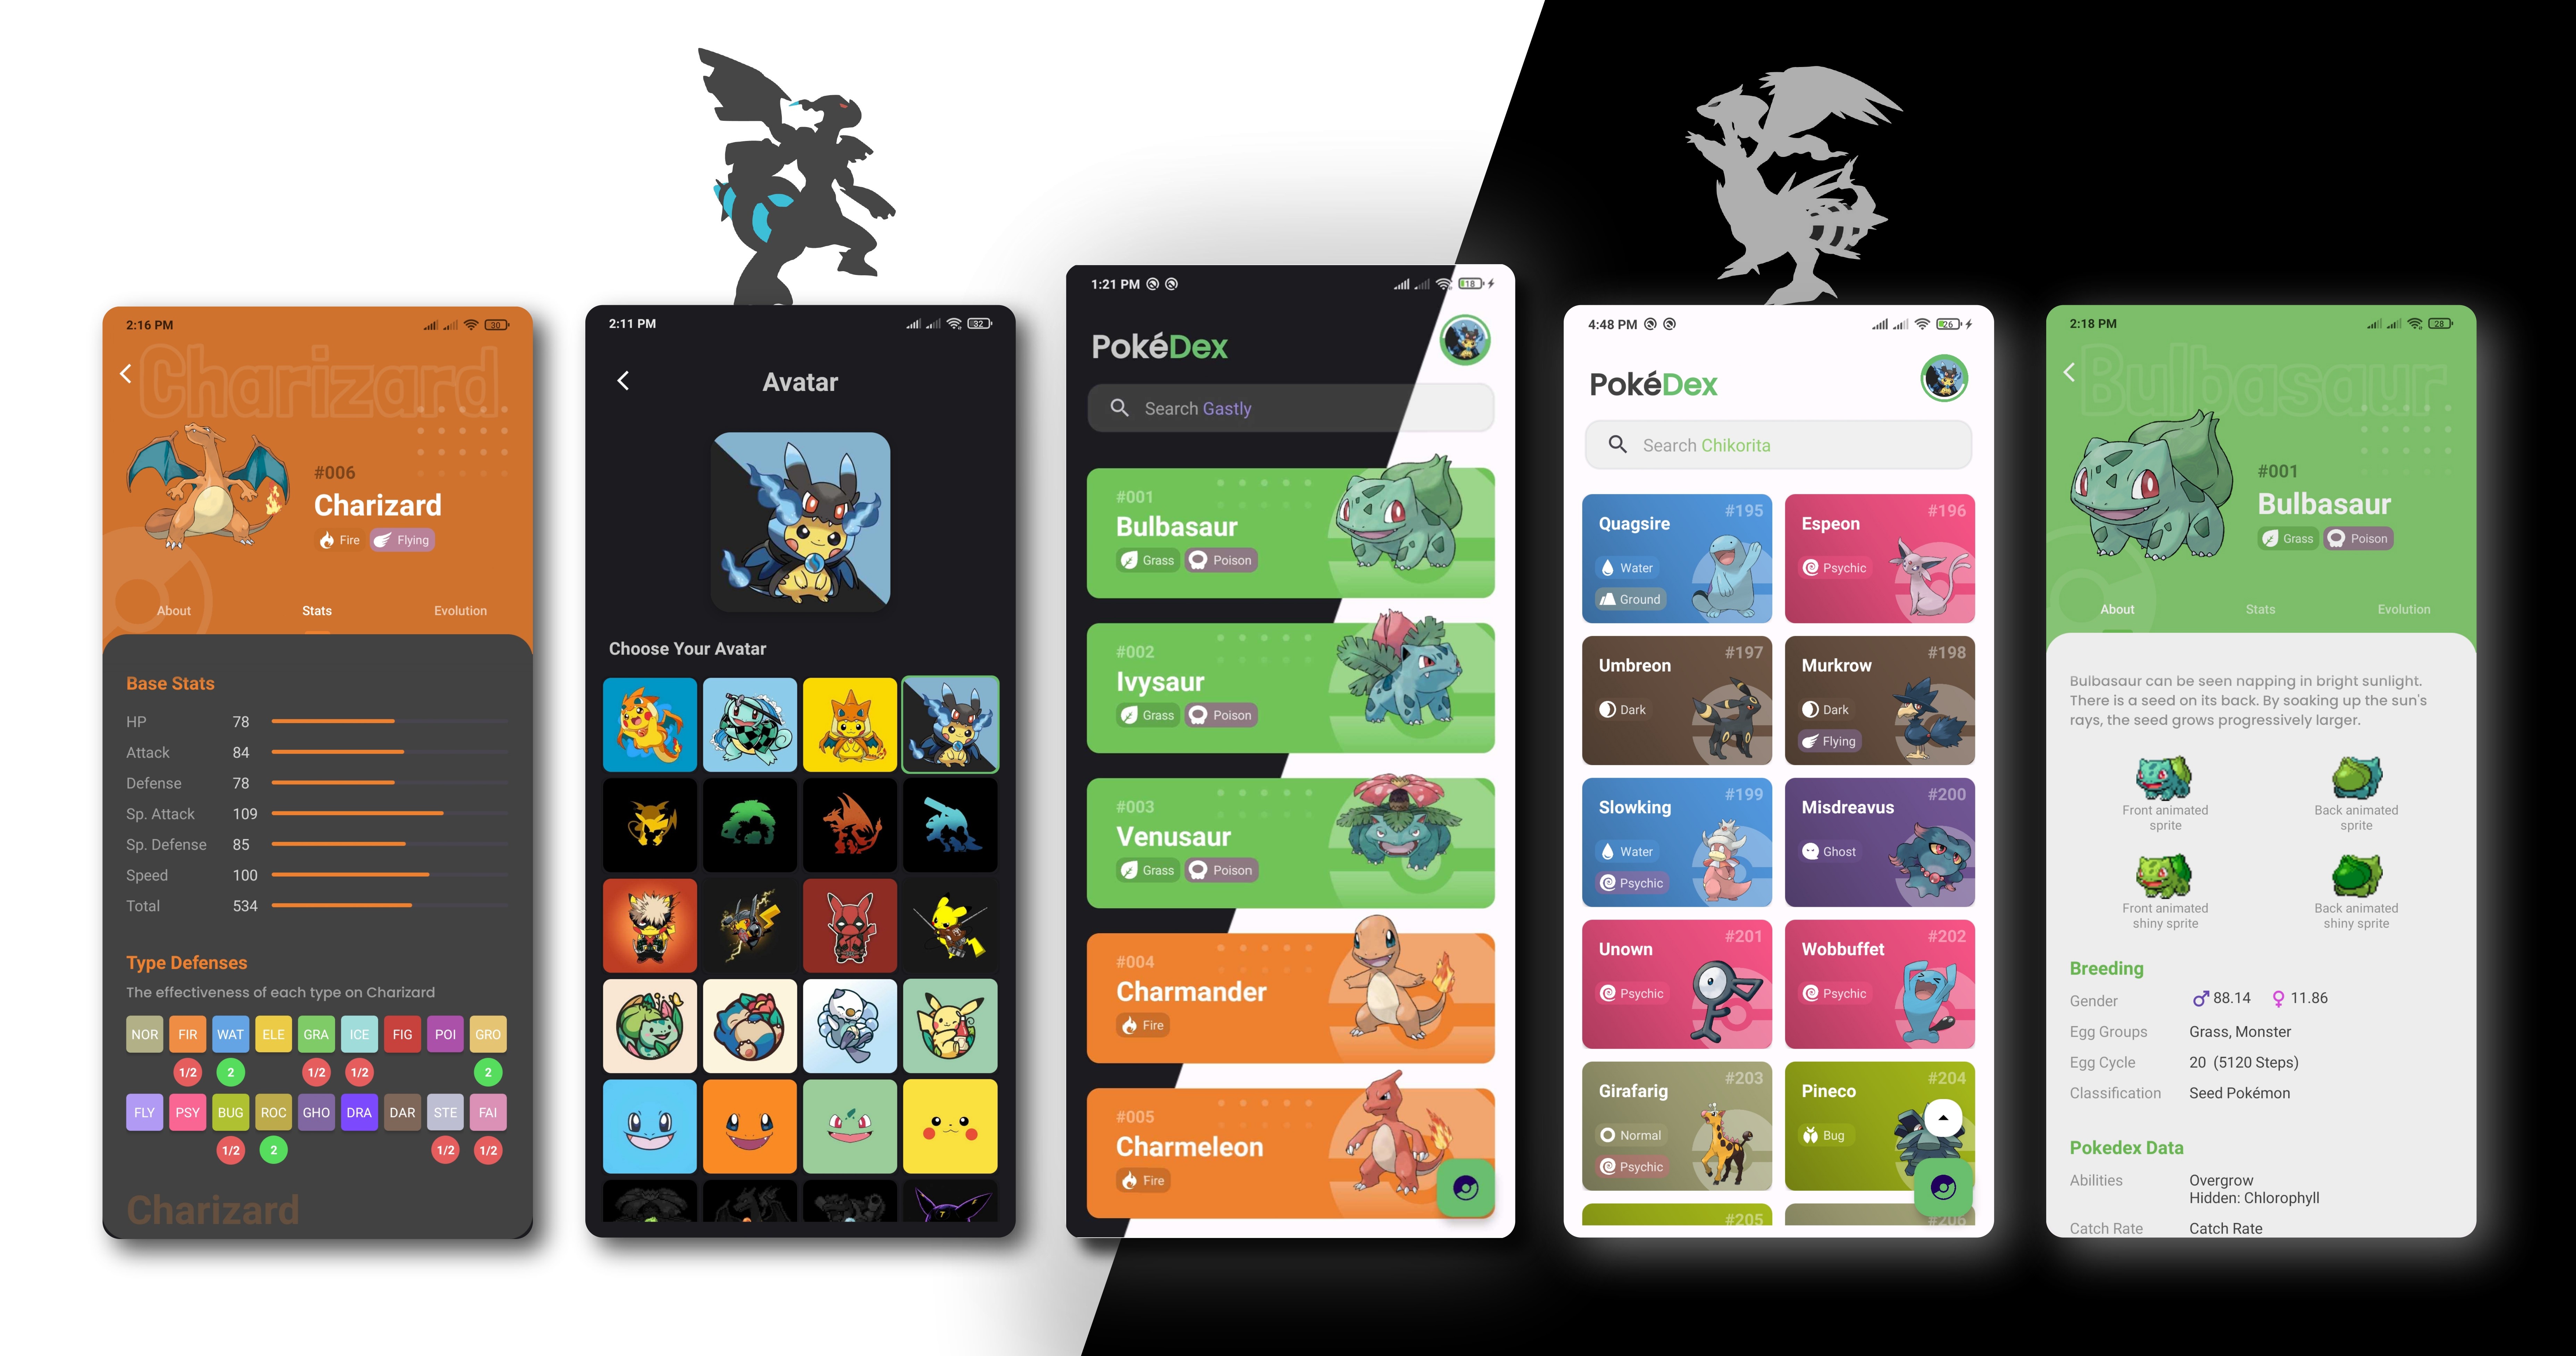 2:16 PM
30
Charizard
#006
Charizard
Fire
Flying
About
Stats
Evolution
Base Stats
HP 78
Attack 84
Defense 78
Sp. Attack 109
Sp. Defense 85
Speed 100
Total 534
Type Defenses
The effectiveness of each type on Charizard
NOR FIR WAT ELE GRA ICE FIG POI GRO
1/2 2 1/2 1/2 2
FLY PSY BUG ROC GHO DRA DAR STE FAI
1/2 2 1/2 1/2
Charizard
2:11 PM
32
Avatar
Choose Your Avatar
1:21 PM
18
PokéDex
Search Gastly
#001
Bulbasaur
Grass Poison
#002
Ivysaur
Grass Poison
#003
Venusaur
Grass Poison
#004
Charmander
Fire
#005
Charmeleon
Fire
4:48 PM
26
PokéDex
Search Chikorita
#195
Quagsire
Water
Ground
#196
Espeon
Psychic
#197
Umbreon
Dark
#198
Murkrow
Dark
Flying
#199
Slowking
Water
Psychic
#200
Misdreavus
Ghost
#201
Unown
Psychic
#202
Wobbuffet
Psychic
#203
Girafarig
Normal
Psychic
#204
Pineco
Bug
#205
#206
2:18 PM
28
Bulbasaur
#001
Bulbasaur
Grass Poison
About
Stats
Evolution
Bulbasaur can be seen napping in bright sunlight.
There is a seed on its back. By soaking up the sun's
rays, the seed grows progressively larger.
Front animated
sprite
Back animated
sprite
Front animated
shiny sprite
Back animated
shiny sprite
Breeding
Gender ♂ 88.14 ♀ 11.86
Egg Groups Grass, Monster
Egg Cycle 20 (5120 Steps)
Classification Seed Pokémon
Pokedex Data
Abilities Overgrow
Hidden: Chlorophyll
Catch Rate Catch Rate